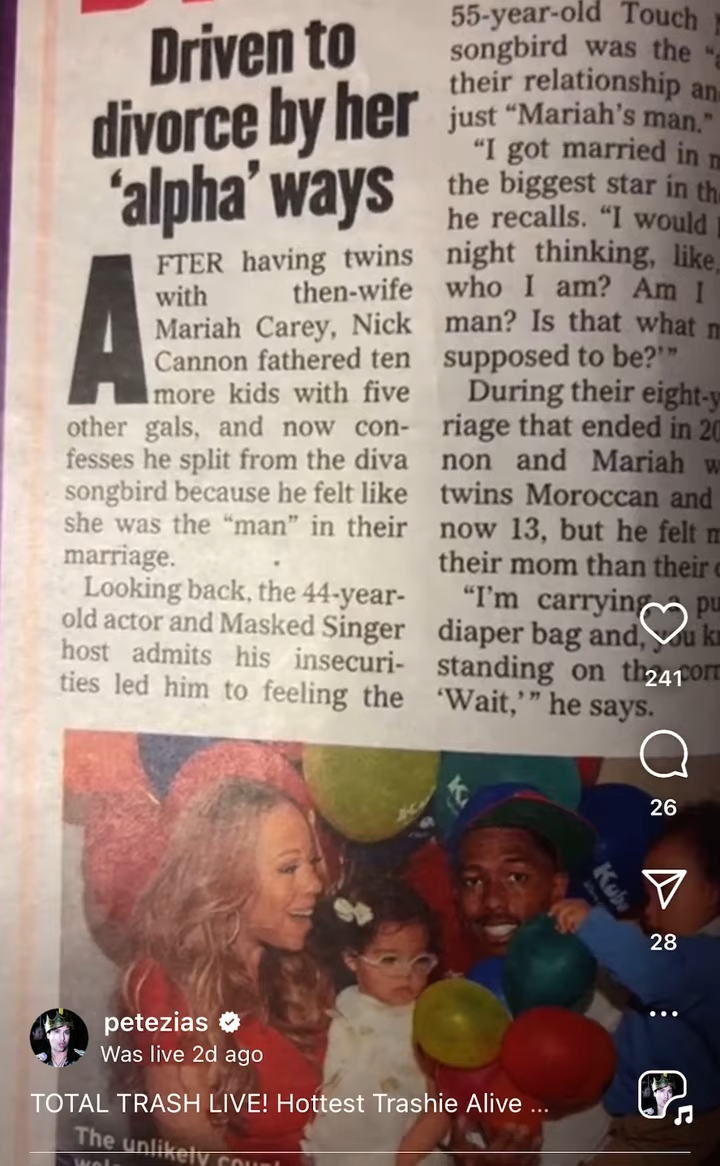 Driven to
divorce by her
‘alpha’ ways
AFTER having twins
with then-wife
Mariah Carey, Nick
Cannon fathered ten
more kids with five
other gals, and now con-
fesses he split from the diva
songbird because he felt like
she was the “man” in their
marriage.
Looking back, the 44-year-
old actor and Masked Singer
host admits his insecuri-
ties led him to feeling the
55-year-old Touch
songbird was the
their relationship
just “Mariah’s man.”
“I got married in
the biggest star in
he recalls. “I would
night thinking, like
who I am? Am I
man? Is that what
supposed to be?’”
During their
riage that ended in
non and Mariah
twins Moroccan and
now 13, but he felt
their mom than their
“I’m carrying a
diaper bag and, you
standing on the
‘Wait,’” he says.
241
26
28
...
petezias
Was live 2d ago
TOTAL TRASH LIVE! Hottest Trashie Alive ...
The unlikely